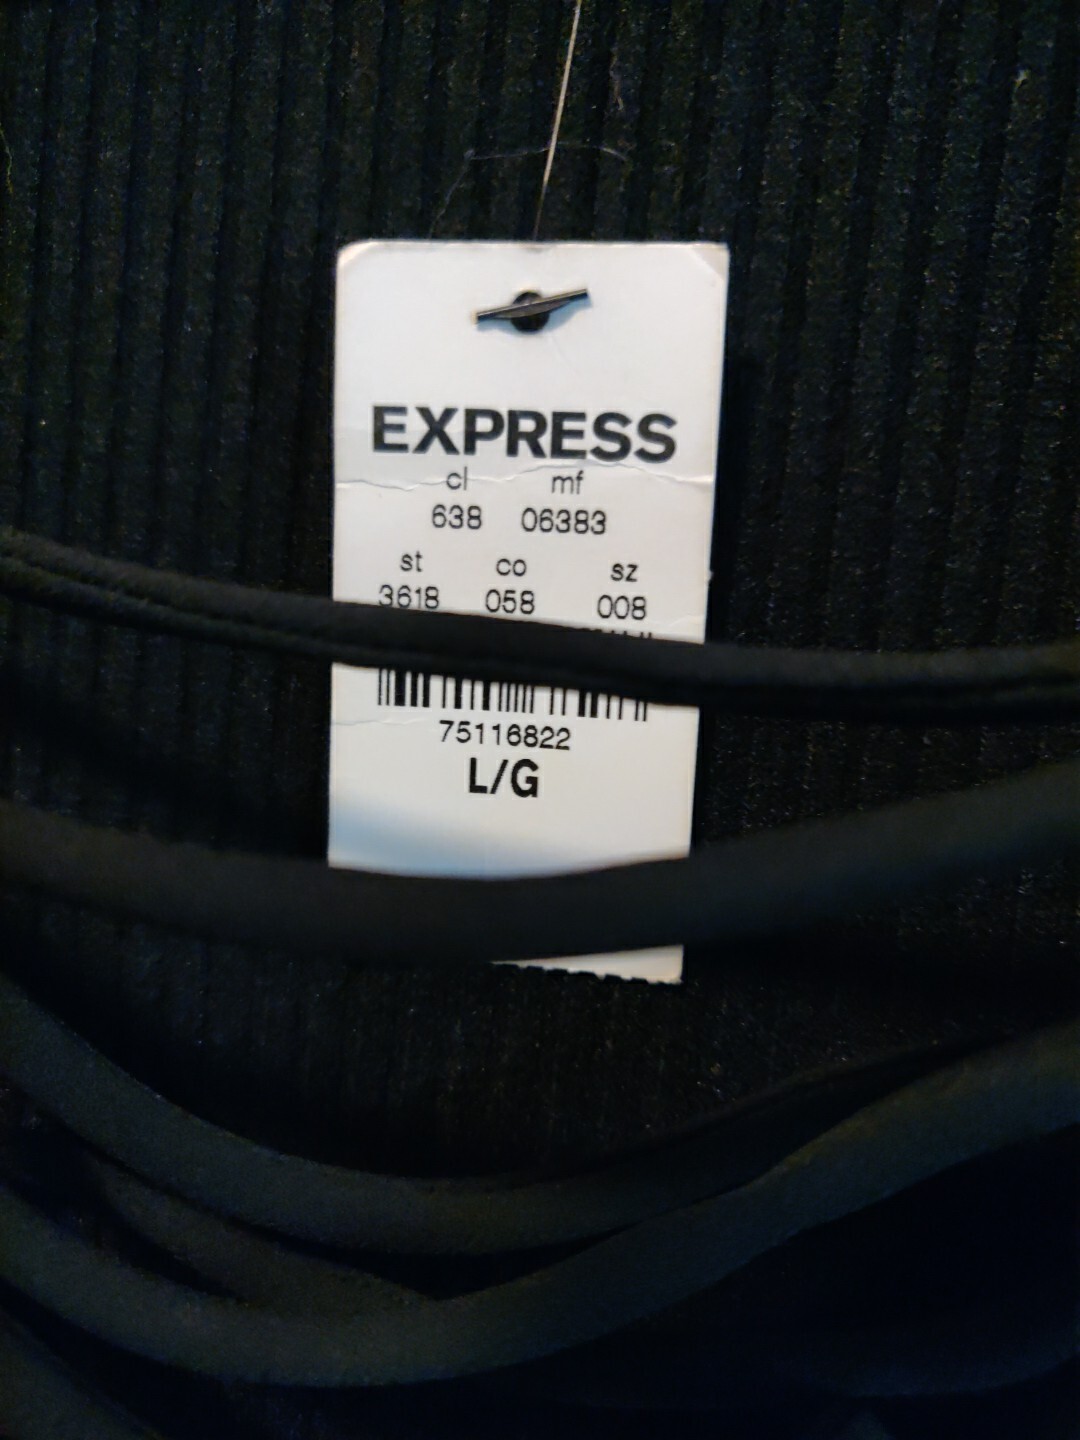 EXPRESS
cl mf
638 06383
st co sz
3618 058 008
75116822
L/G